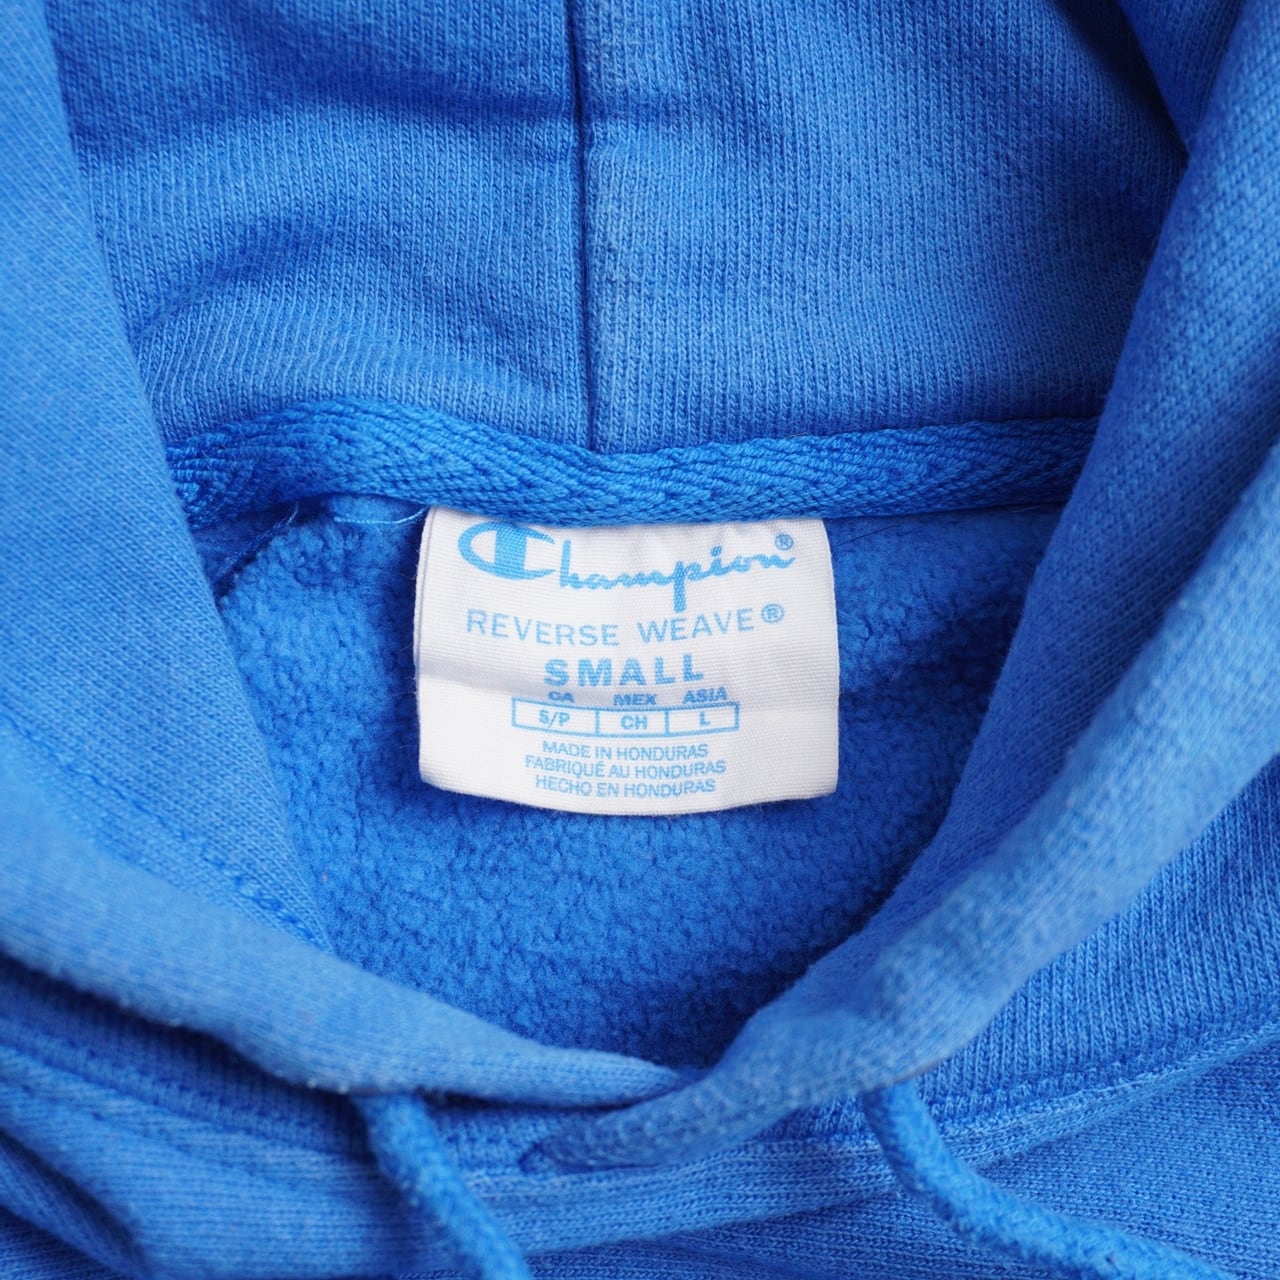 Champion®
REVERSE WEAVE®
SMALL
CA MEX ASIA
S/P CH L
MADE IN HONDURAS
FABRIQUÉ AU HONDURAS
HECHO EN HONDURAS